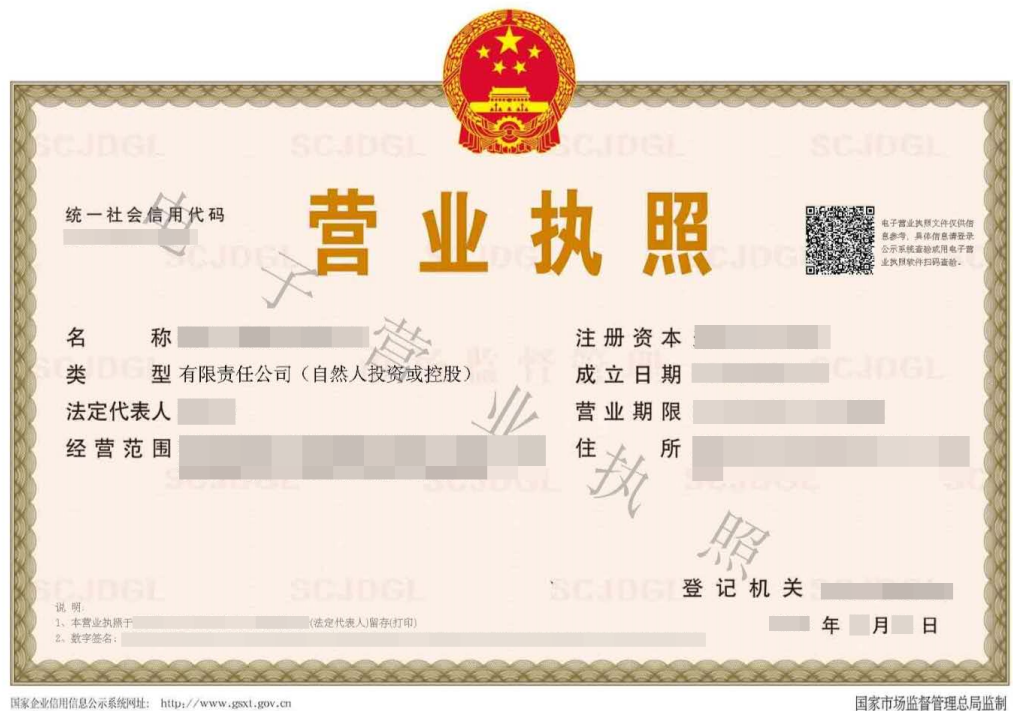 统一社会信用代码
营业执照
电子营业执照文件仅供信
息参考，具体信息请登录
公示系统查验或用电子营
业执照软件扫码查验。
名称
类型 有限责任公司（自然人投资或控股）
法定代表人
经营范围
注册资本
成立日期
营业期限
住所
电子营业执照
登记机关
年 月 日
说明:
1、本营业执照于 (法定代表人)留存(打印)
2、数字签名:
国家企业信用信息公示系统网址: http://www.gsxt.gov.cn
国家市场监督管理总局监制
SCJDGL